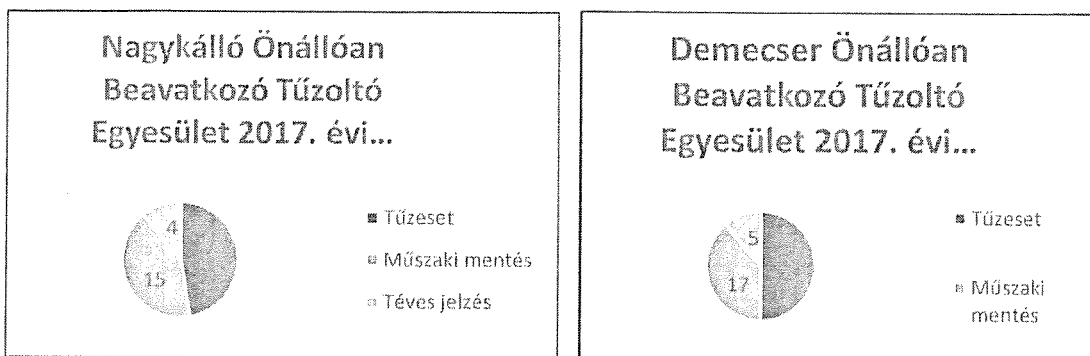 Nagykálló Önállóan
Beavatkozó Tűzoltó
Egyesület 2017. évi...
4
15
Tűzeset
Műszaki mentés
Téves jelzés
Demecser Önállóan
Beavatkozó Tűzoltó
Egyesület 2017. évi...
5
17
Tűzeset
Műszaki
mentés